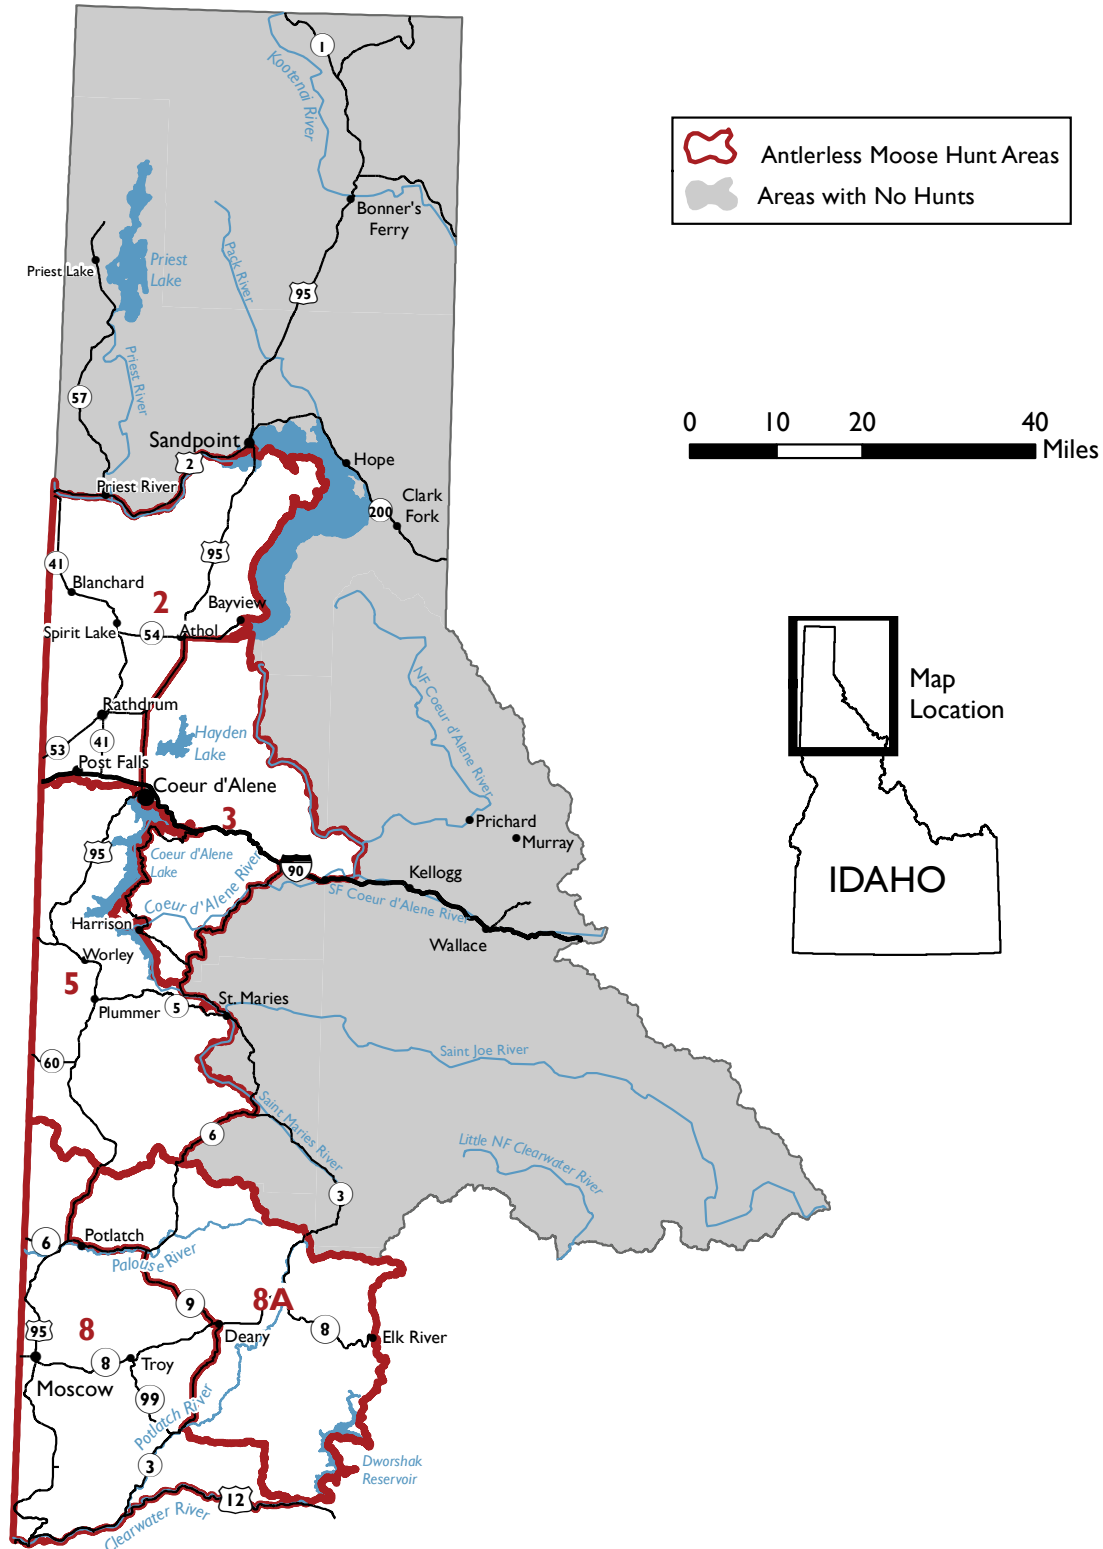 1
Kootenai River
Antlerless Moose Hunt Areas
Areas with No Hunts
Bonner's
Ferry
Priest Lake
Priest
Lake
Pack River
95
Priest River
57
0 10 20 40
Miles
Sandpoint
2
Hope
Priest River
Clark
Fork
200
95
41
Blanchard
2
Bayview
Spirit Lake
54
Athol
NF Coeur d'Alene River
Map
Location
Rathdrum
Hayden
Lake
53
41
Post Falls
Coeur d'Alene
3
Prichard
Murray
95
Coeur d'Alene
Lake
90
Kellogg
IDAHO
Coeur d'Alene River
SF Coeur d'Alene River
Harrison
Wallace
Worley
5
St. Maries
Plummer
5
60
Saint Joe River
Saint Maries River
6
Little NF Clearwater River
3
6
Potlatch
Palouse River
9
8A
95
8
Deary
8
Elk River
8
Troy
Moscow
99
Potlatch River
3
Dworshak
Reservoir
12
Clearwater River